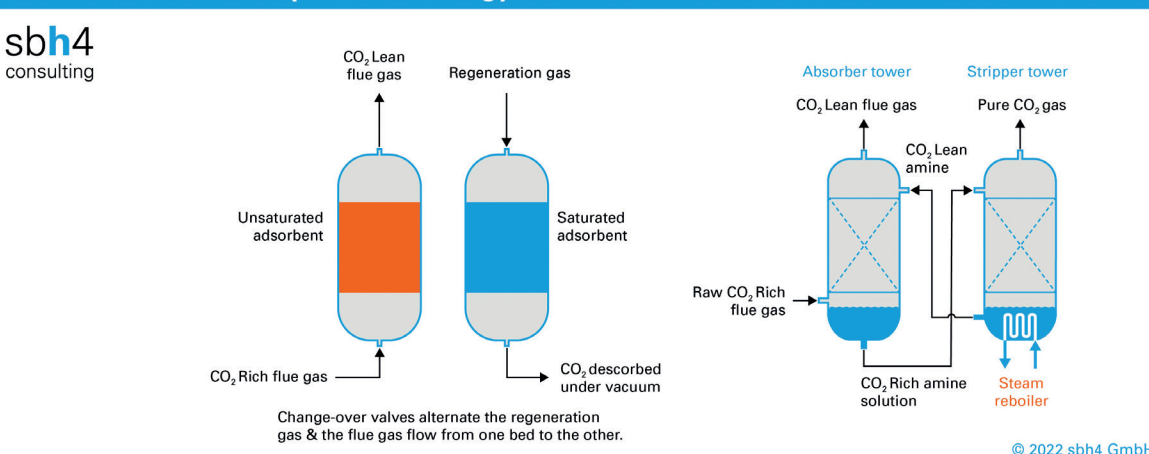 sbh4
consulting
CO2 Lean
flue gas
Regeneration gas
Unsaturated
adsorbent
Saturated
adsorbent
CO2 Rich flue gas
CO2 descorbed
under vacuum
Change-over valves alternate the regeneration
gas & the flue gas flow from one bed to the other.
Absorber tower
Stripper tower
CO2 Lean flue gas
Pure CO2 gas
CO2 Lean
amine
Raw CO2 Rich
flue gas
CO2 Rich amine
solution
Steam
reboiler
© 2022 sbh4 GmbH